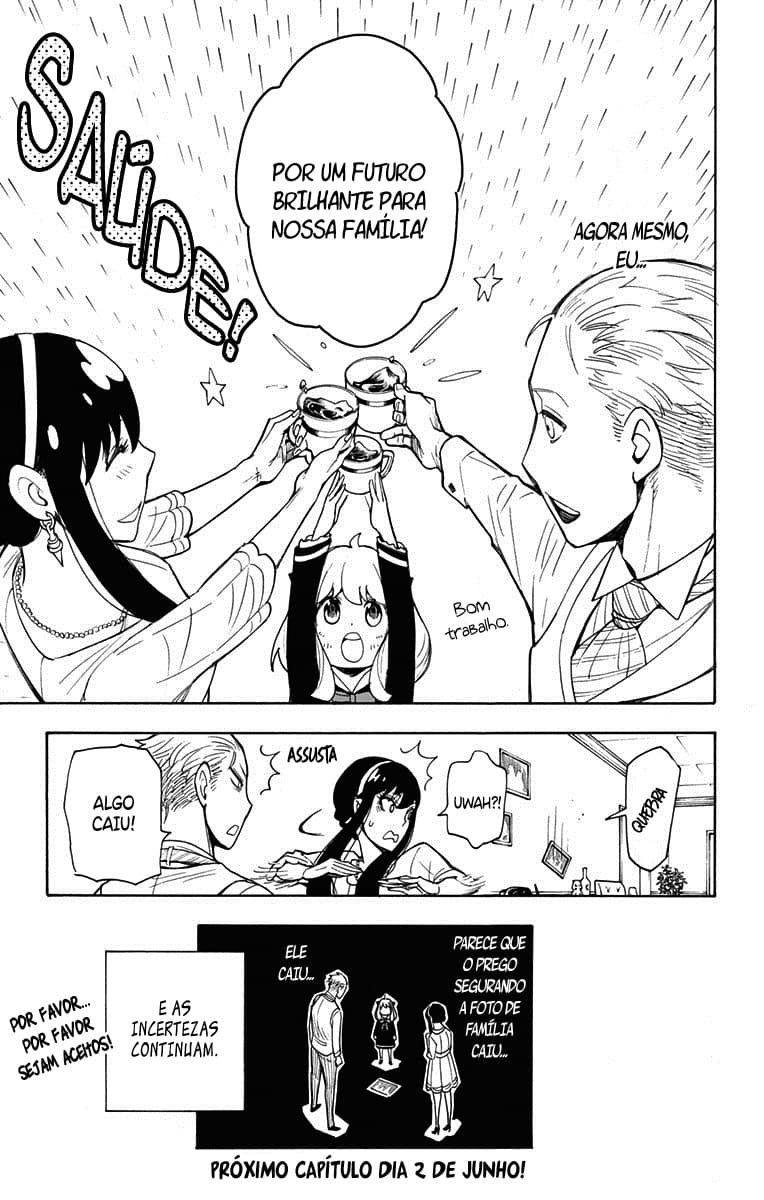 AGORA MESMO,
EU...
POR UM FUTURO
BRILHANTE PARA
NOSSA FAMÍLIA!
SAÚDE!
Bom
trabalho.
QUEBRA
UWAH?!
ASSUSTA
ALGO
CAIU!
PARECE QUE
O PREGO
SEGURANDO
A FOTO DE
FAMÍLIA
CAIU...
ELE
CAIU...
E AS
INCERTEZAS
CONTINUAM.
POR FAVOR...
POR FAVOR
SEJAM ACEITOS!
PRÓXIMO CAPÍTULO DIA 2 DE JUNHO!